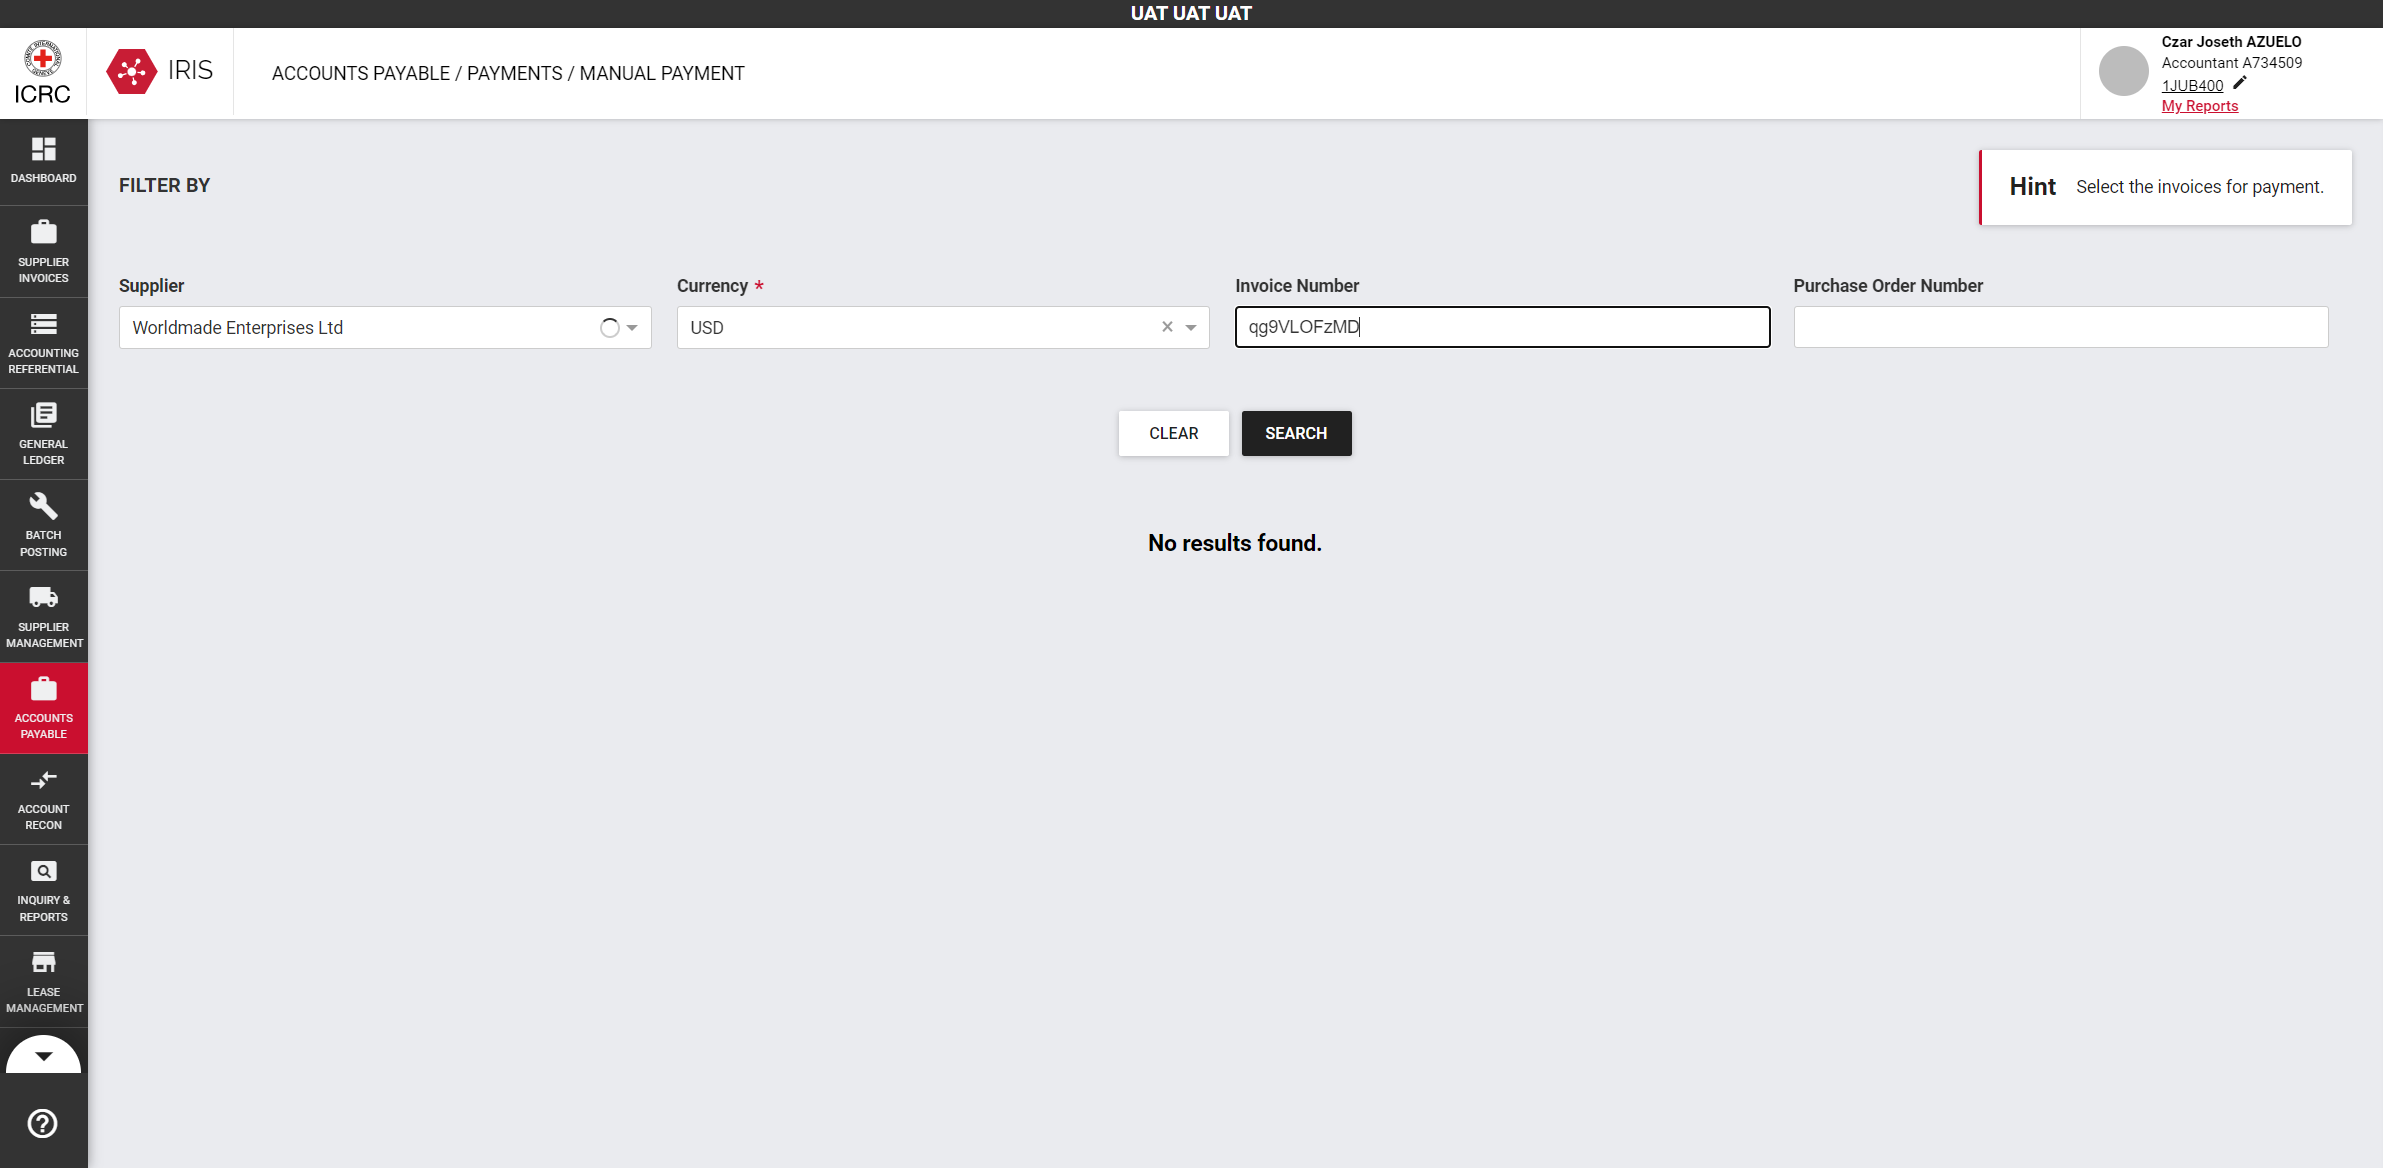 UAT UAT UAT
ICRC
IRIS
ACCOUNTS PAYABLE / PAYMENTS / MANUAL PAYMENT
Czar Joseth AZUELO
Accountant A734509
1JUB400
My Reports
DASHBOARD
SUPPLIER
INVOICES
ACCOUNTING
REFERENTIAL
GENERAL
LEDGER
BATCH
POSTING
SUPPLIER
MANAGEMENT
ACCOUNTS
PAYABLE
ACCOUNT
RECON
INQUIRY &
REPORTS
LEASE
MANAGEMENT
FILTER BY
Hint Select the invoices for payment.
Supplier
Worldmade Enterprises Ltd
Currency *
USD
Invoice Number
qg9VLOFzMD
Purchase Order Number
CLEAR
SEARCH
No results found.